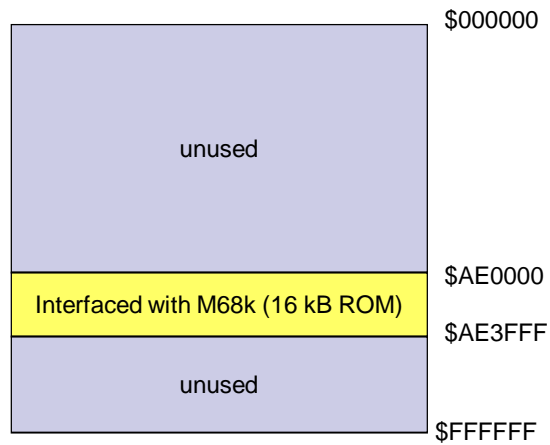 $000000
unused
$AE0000
Interfaced with M68k (16 kB ROM)
$AE3FFF
unused
$FFFFFF